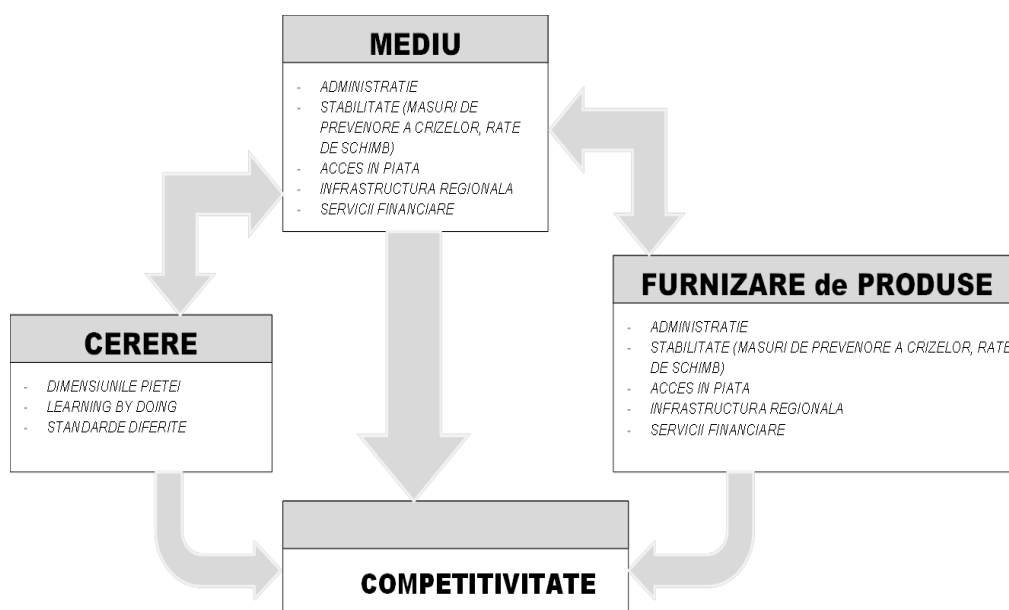 MEDIU
- ADMINISTRATIE
- STABILITATE (MASURI DE
PREVENORE A CRIZELOR, RATE
DE SCHIMB)
- ACCES IN PIATA
- INFRASTRUCTURA REGIONALA
- SERVICII FINANCIARE
CERERE
- DIMENSIUNILE PIETEI
- LEARNING BY DOING
- STANDARDE DIFERITE
FURNIZARE de PRODUSE
- ADMINISTRATIE
- STABILITATE (MASURI DE PREVENORE A CRIZELOR, RATE
DE SCHIMB)
- ACCES IN PIATA
- INFRASTRUCTURA REGIONALA
- SERVICII FINANCIARE
COMPETITIVITATE